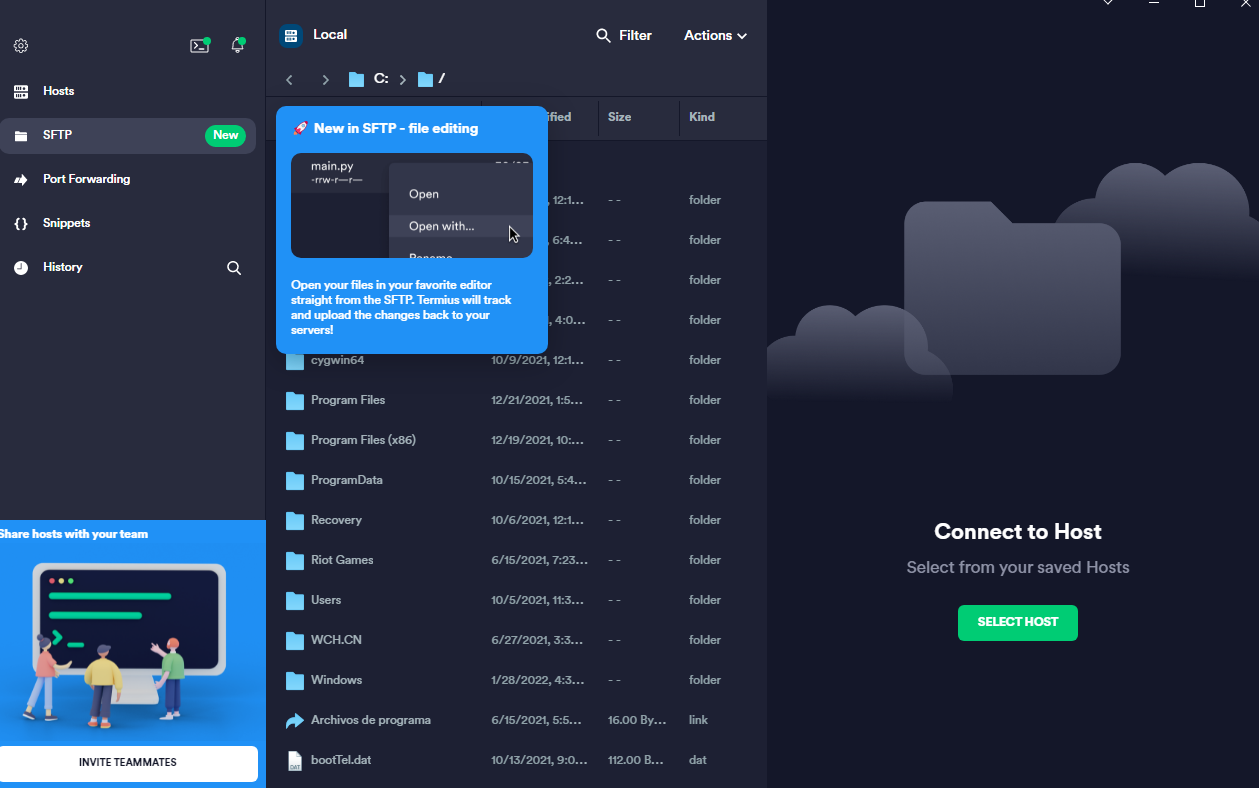 Local
Filter
Actions
C:
/
Hosts
SFTP
New
Port Forwarding
Snippets
History
Share hosts with your team
INVITE TEAMMATES
New in SFTP - file editing
main.py
-rrw-r—r—
Open
Open with...
Rename
Open your files in your favorite editor
straight from the SFTP. Termius will track
and upload the changes back to your
servers!
ified Size Kind
, 12:1... - - folder
, 6:4... - - folder
, 2:2... - - folder
, 4:0... - - folder
cygwin64 10/9/2021, 12:1... - - folder
Program Files 12/21/2021, 1:5... - - folder
Program Files (x86) 12/19/2021, 10:... - - folder
ProgramData 10/15/2021, 5:4... - - folder
Recovery 10/6/2021, 12:1... - - folder
Riot Games 6/15/2021, 7:23... - - folder
Users 10/5/2021, 11:3... - - folder
WCH.CN 6/27/2021, 3:3... - - folder
Windows 1/28/2022, 4:3... - - folder
Archivos de programa 6/15/2021, 5:5... 16.00 By... link
bootTel.dat 10/13/2021, 9:0... 112.00 B... dat
Connect to Host
Select from your saved Hosts
SELECT HOST